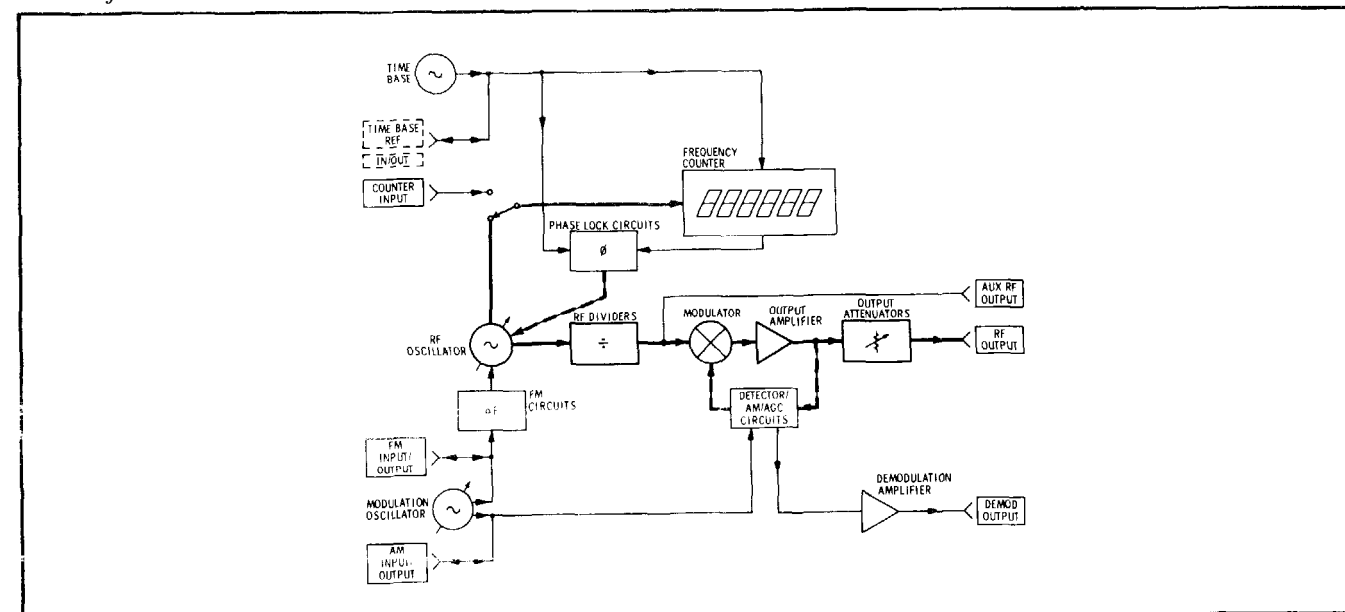 TIME
BASE
TIME BASE
REF
IN/OUT
COUNTER
INPUT
FREQUENCY
COUNTER
PHASE LOCK CIRCUITS
Ø
AUX RF
OUTPUT
RF
OSCILLATOR
RF DIVIDERS
÷
MODULATOR
OUTPUT
AMPLIFIER
OUTPUT
ATTENUATORS
RF
OUTPUT
FM
CIRCUITS
DETECTOR/
AM/AGC
CIRCUITS
FM
INPUT/
OUTPUT
MODULATION
OSCILLATOR
DEMODULATION
AMPLIFIER
DEMOD
OUTPUT
AM
INPUT/
OUTPUT